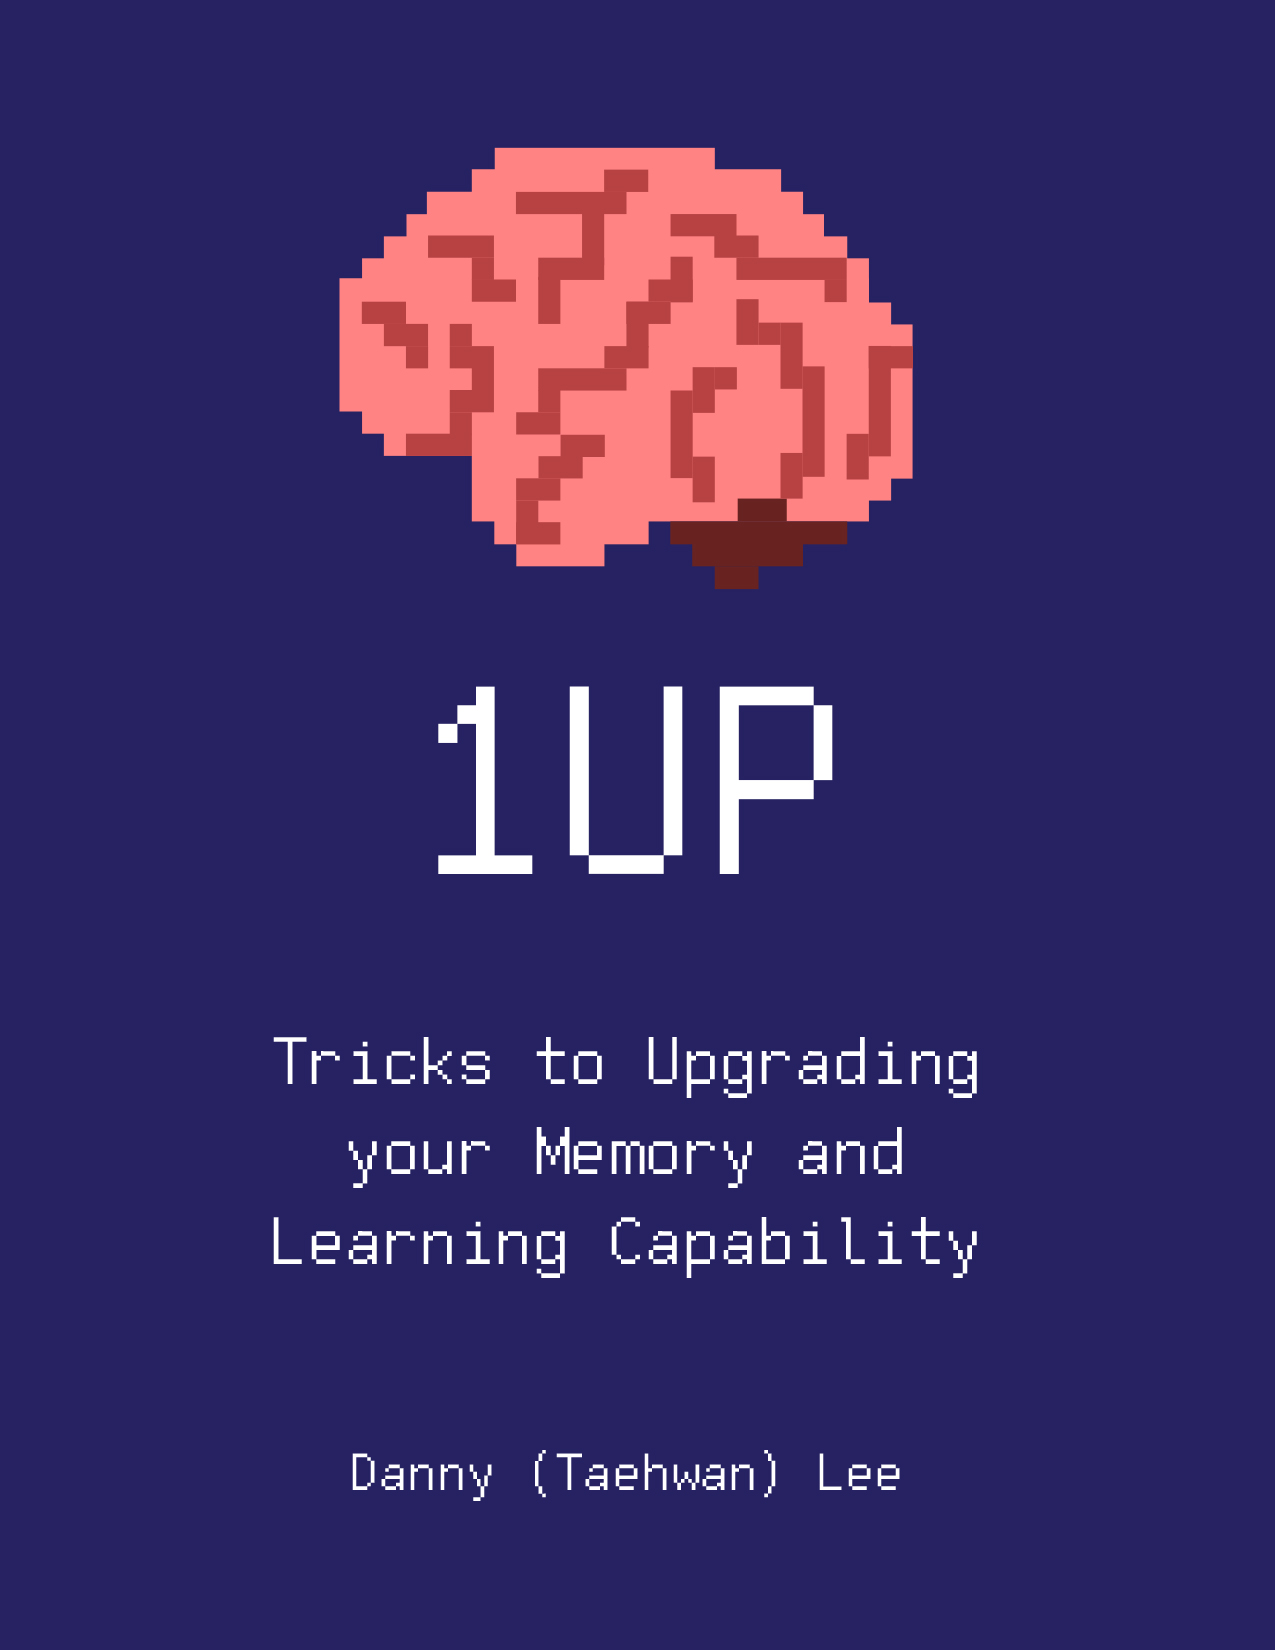 1UP
Tricks to Upgrading
your Memory and
Learning Capability
Danny (Taehwan) Lee